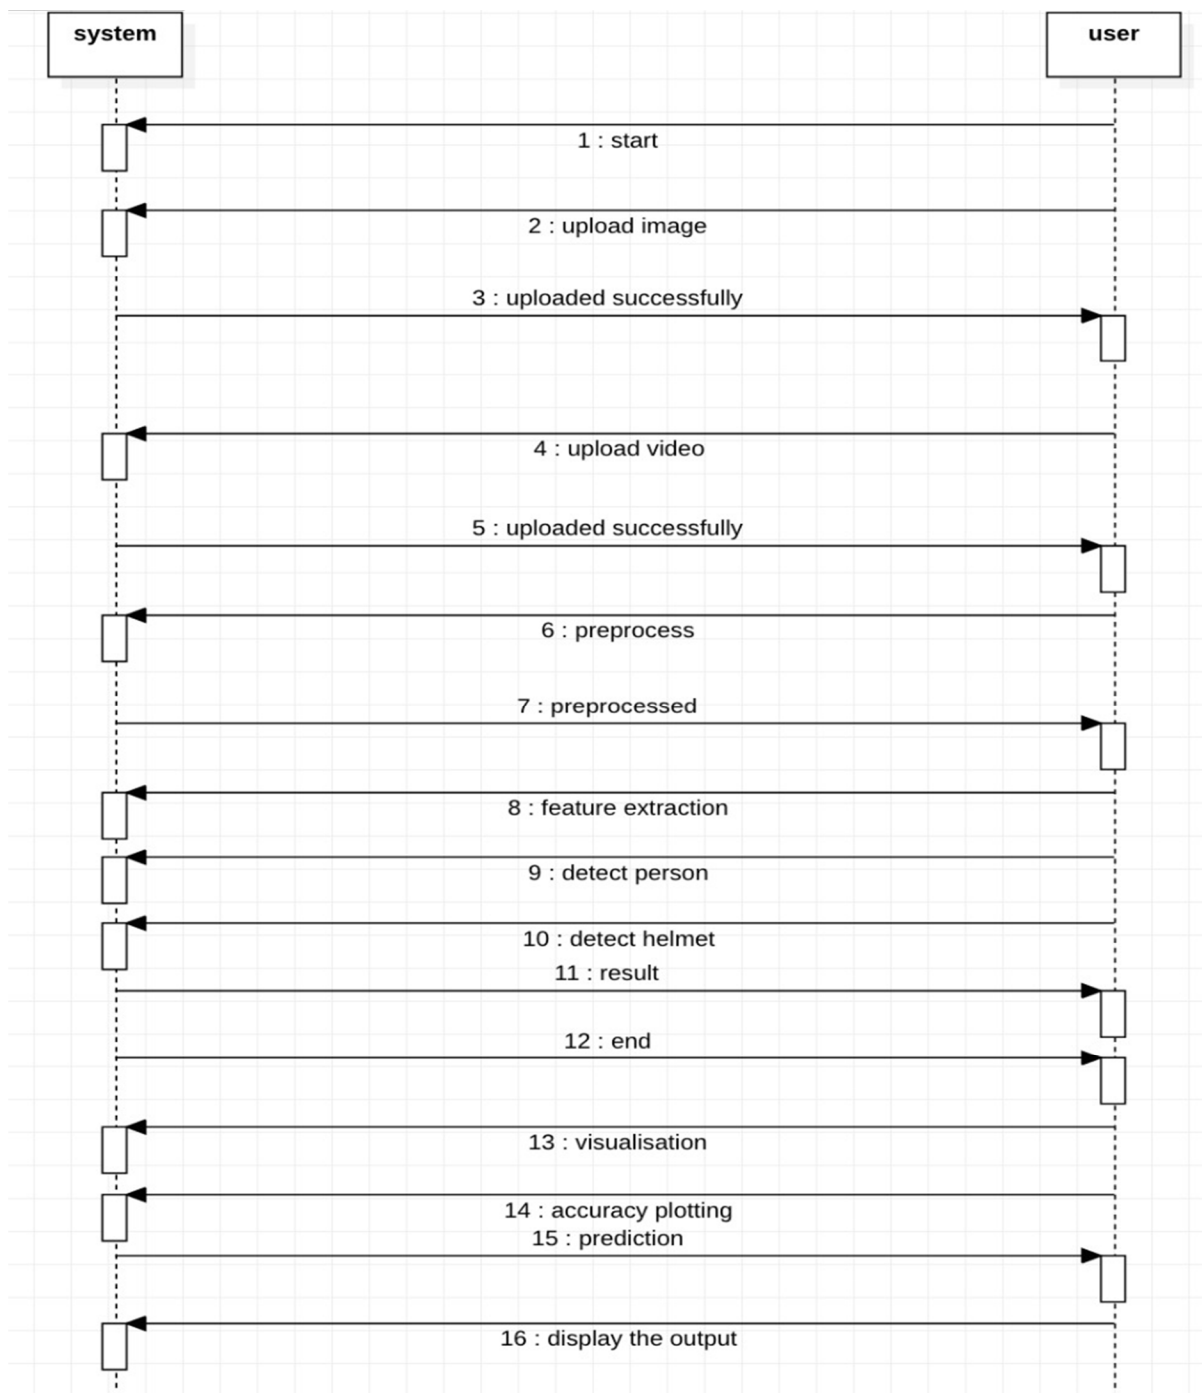 system
user
1 : start
2 : upload image
3 : uploaded successfully
4 : upload video
5 : uploaded successfully
6 : preprocess
7 : preprocessed
8 : feature extraction
9 : detect person
10 : detect helmet
11 : result
12 : end
13 : visualisation
14 : accuracy plotting
15 : prediction
16 : display the output